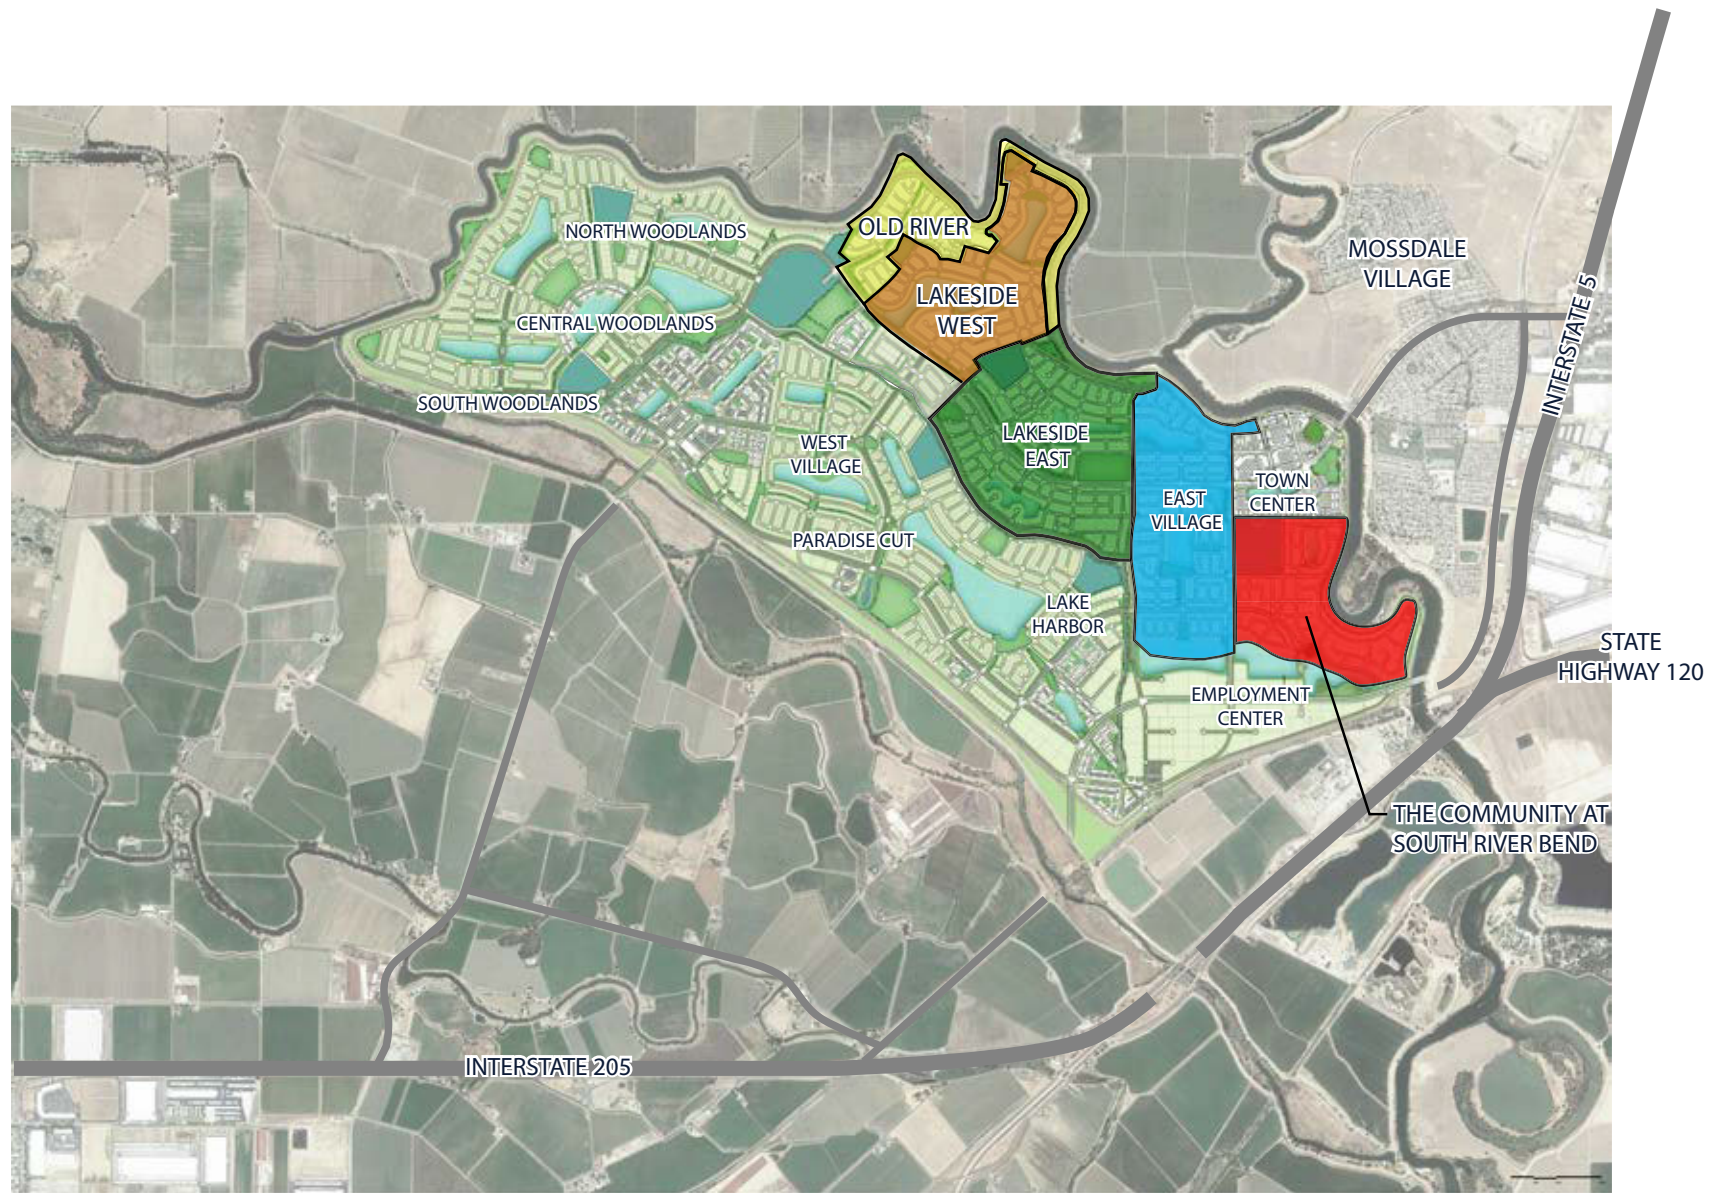 OLD RIVER
NORTH WOODLANDS
MOSSDALE
VILLAGE
LAKESIDE
WEST
CENTRAL WOODLANDS
INTERSTATE 5
SOUTH WOODLANDS
WEST
VILLAGE
LAKESIDE
EAST
TOWN
CENTER
EAST
VILLAGE
PARADISE CUT
LAKE
HARBOR
STATE
HIGHWAY 120
EMPLOYMENT
CENTER
THE COMMUNITY AT
SOUTH RIVER BEND
INTERSTATE 205